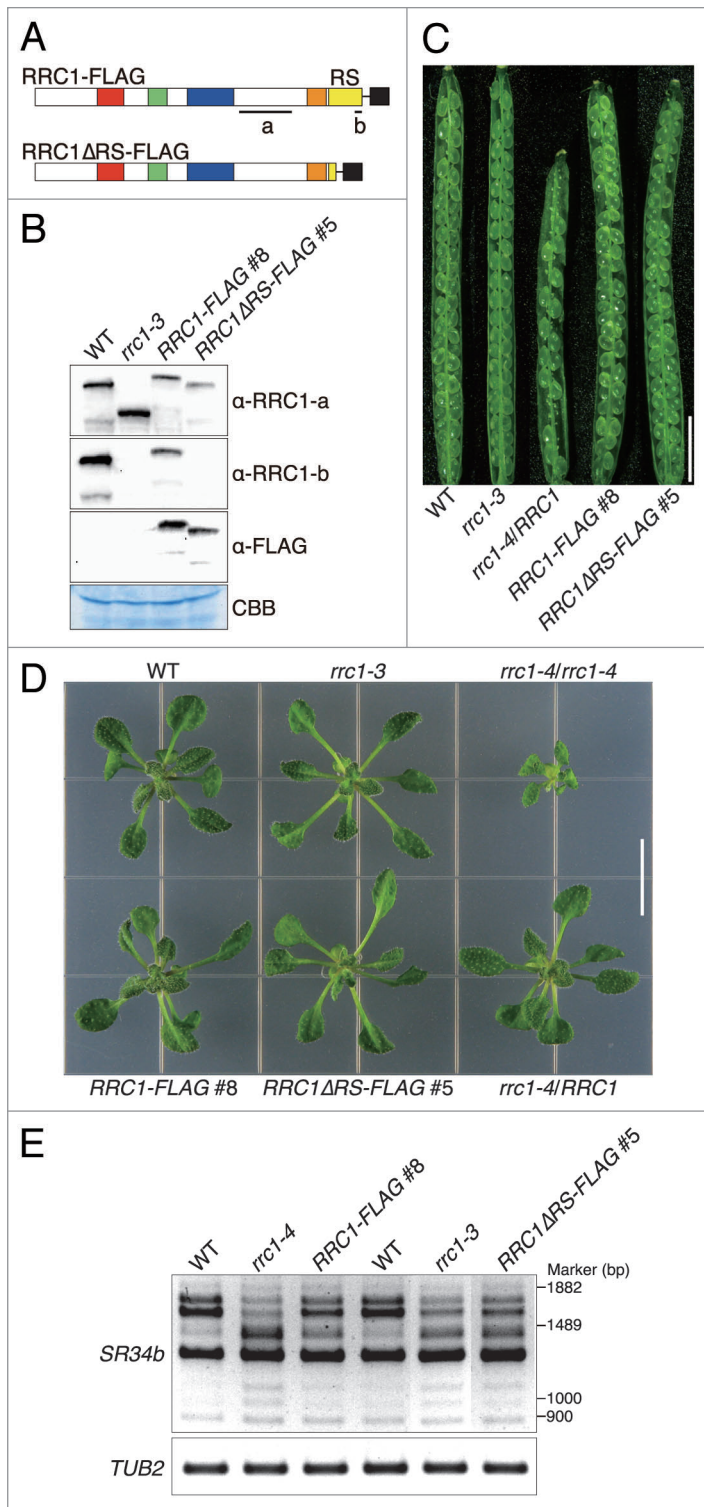 A
RRC1-FLAG
RS
a
b
RRC1ΔRS-FLAG
B
WT
rrc1-3
RRC1-FLAG #8
RRC1ΔRS-FLAG #5
α-RRC1-a
α-RRC1-b
α-FLAG
CBB
C
WT
rrc1-3
rrc1-4/RRC1
RRC1-FLAG #8
RRC1ΔRS-FLAG #5
D
WT
rrc1-3
rrc1-4/rrc1-4
RRC1-FLAG #8
RRC1ΔRS-FLAG #5
rrc1-4/RRC1
E
WT
rrc1-4
RRC1-FLAG #8
WT
rrc1-3
RRC1ΔRS-FLAG #5
Marker (bp)
1882
1489
SR34b
1000
900
TUB2